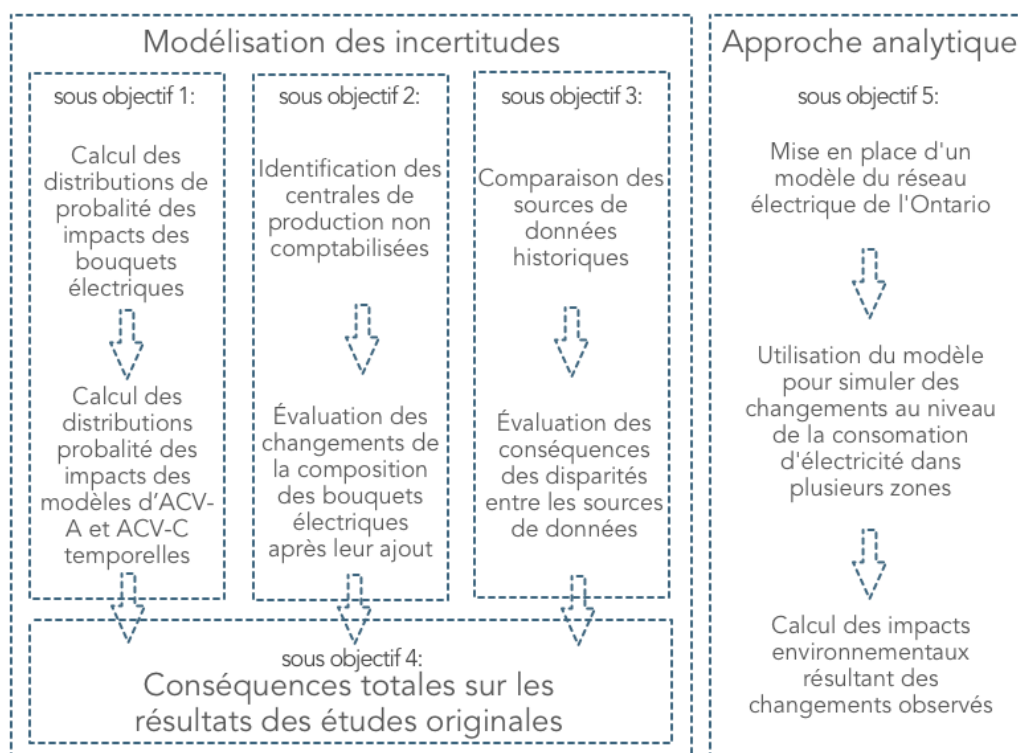 Modélisation des incertitudes
sous objectif 1:
Calcul des
distributions de
probalité des
impacts des
bouquets
électriques
Calcul des
distributions
probalité des
impacts des
modèles d'ACV-
A et ACV-C
temporelles
sous objectif 2:
Identification des
centrales de
production non
comptabilisées
Évaluation des
changements de
la composition
des bouquets
électriques
après leur ajout
sous objectif 3:
Comparaison des
sources de
données
historiques
Évaluation des
conséquences
des disparités
entre les sources
de données
sous objectif 4:
Conséquences totales sur les
résultats des études originales
Approche analytique
sous objectif 5:
Mise en place d'un
modèle du réseau
électrique de l'Ontario
Utilisation du modèle
pour simuler des
changements au niveau
de la consomation
d'électricité dans
plusieurs zones
Calcul des impacts
environnementaux
résultant des
changements observés